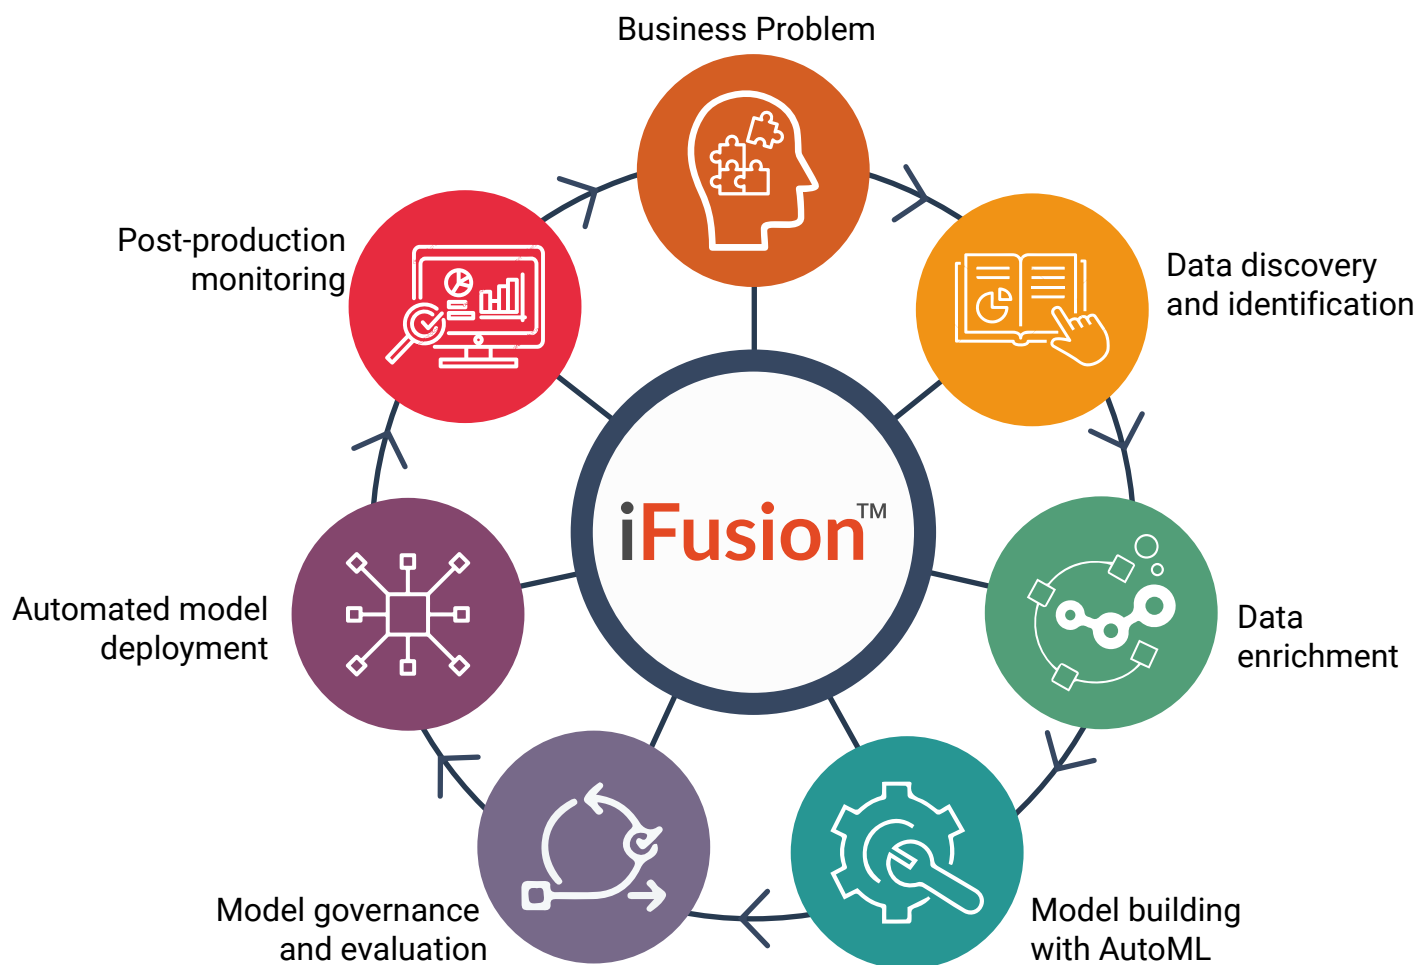 Business Problem
Data discovery
and identification
Data
enrichment
Model building
with AutoML
Model governance
and evaluation
Automated model
deployment
Post-production
monitoring
iFusion™